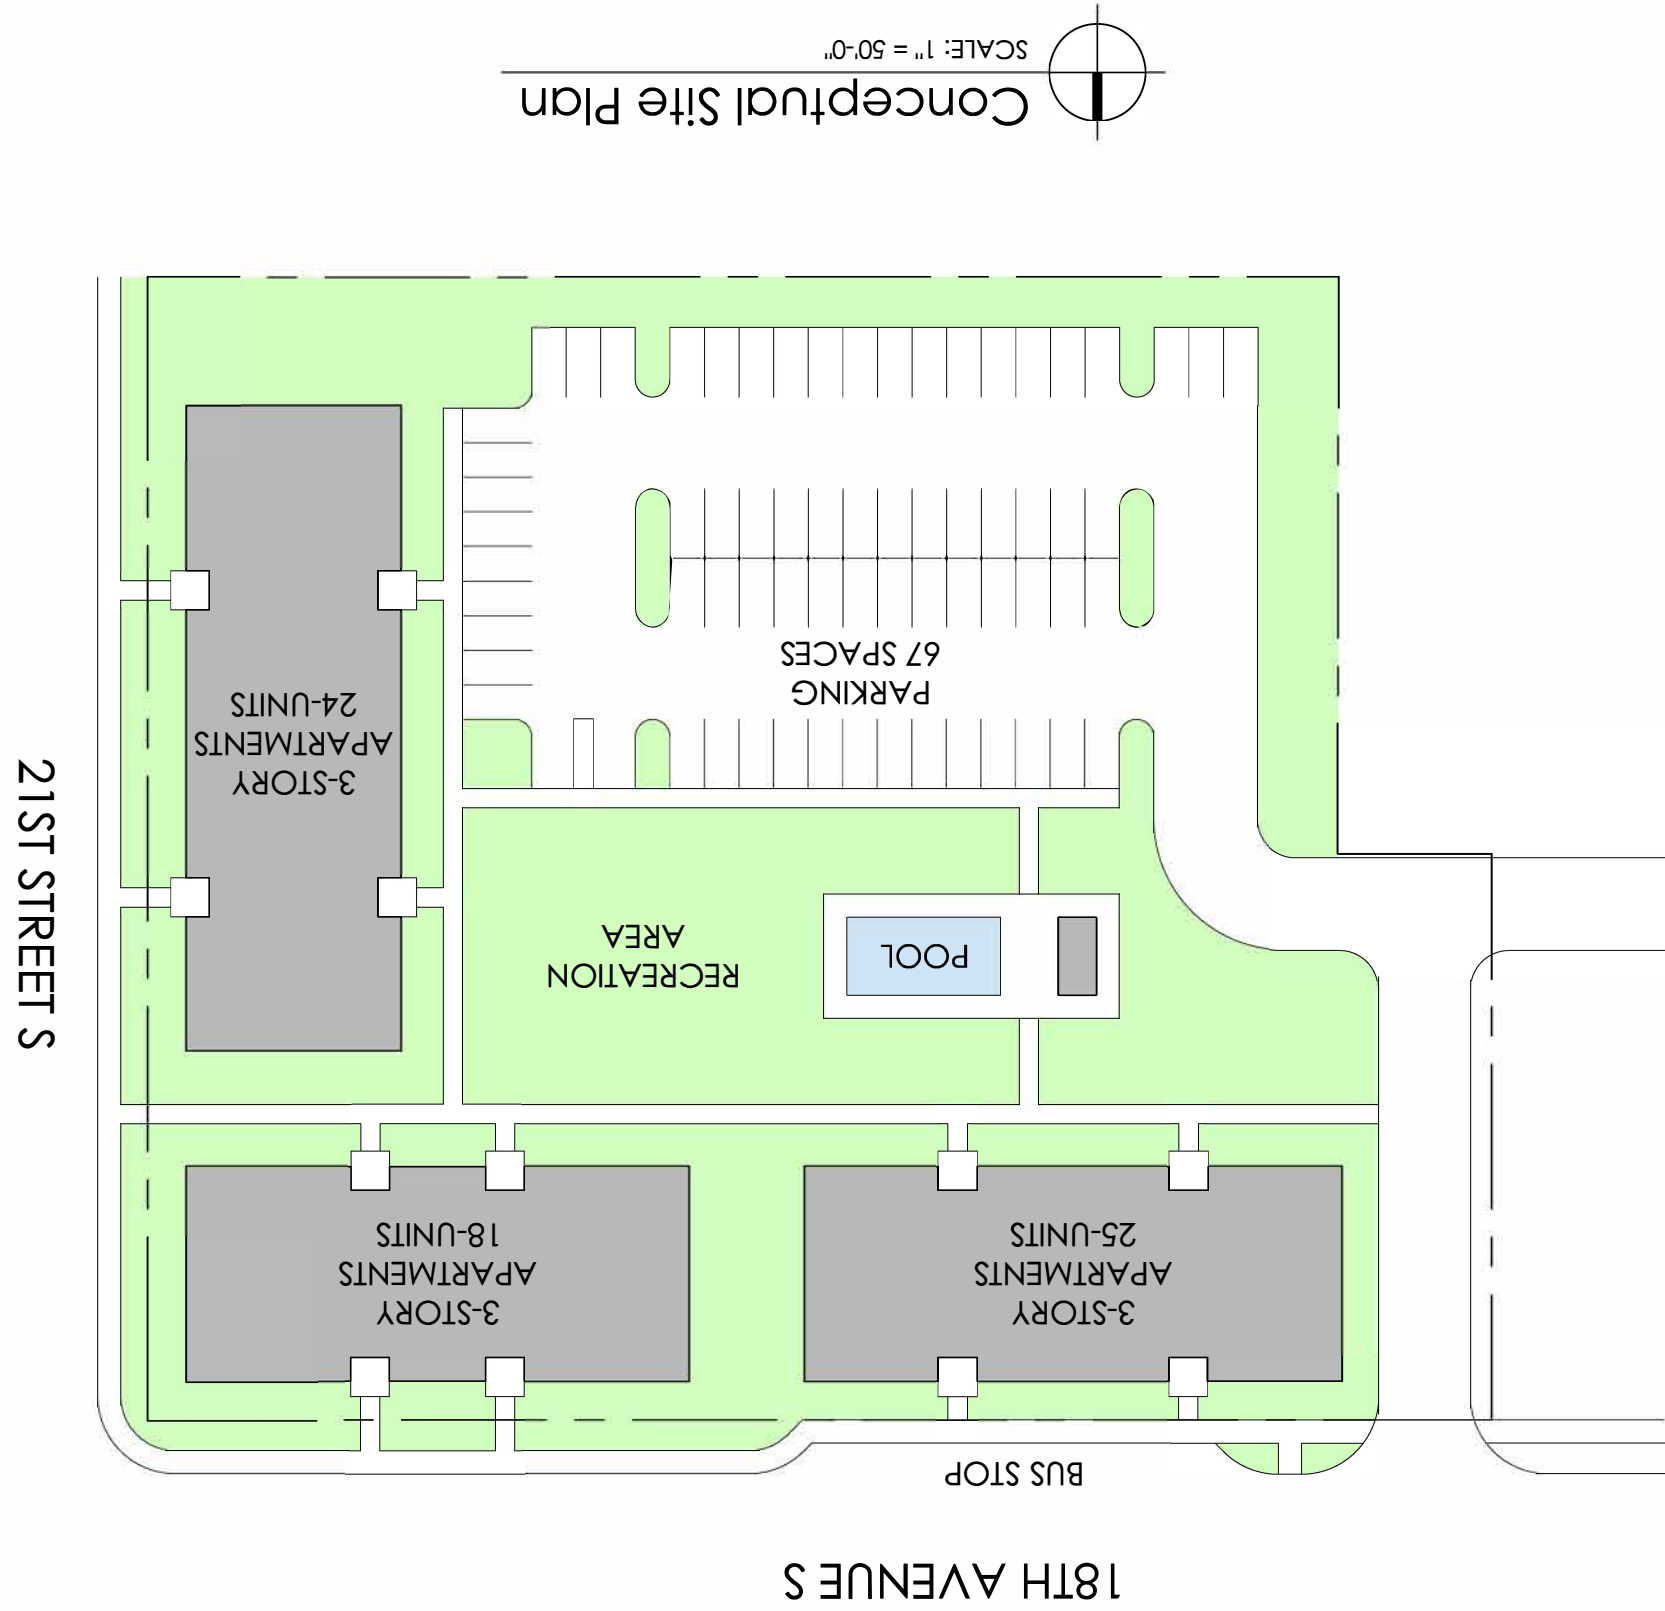 18TH AVENUE S
BUS STOP
3-STORY
APARTMENTS
25-UNITS
3-STORY
APARTMENTS
18-UNITS
POOL
RECREATION
AREA
21ST STREET S
3-STORY
APARTMENTS
24-UNITS
PARKING
67 SPACES
Conceptual Site Plan
SCALE: 1" = 50'-0"